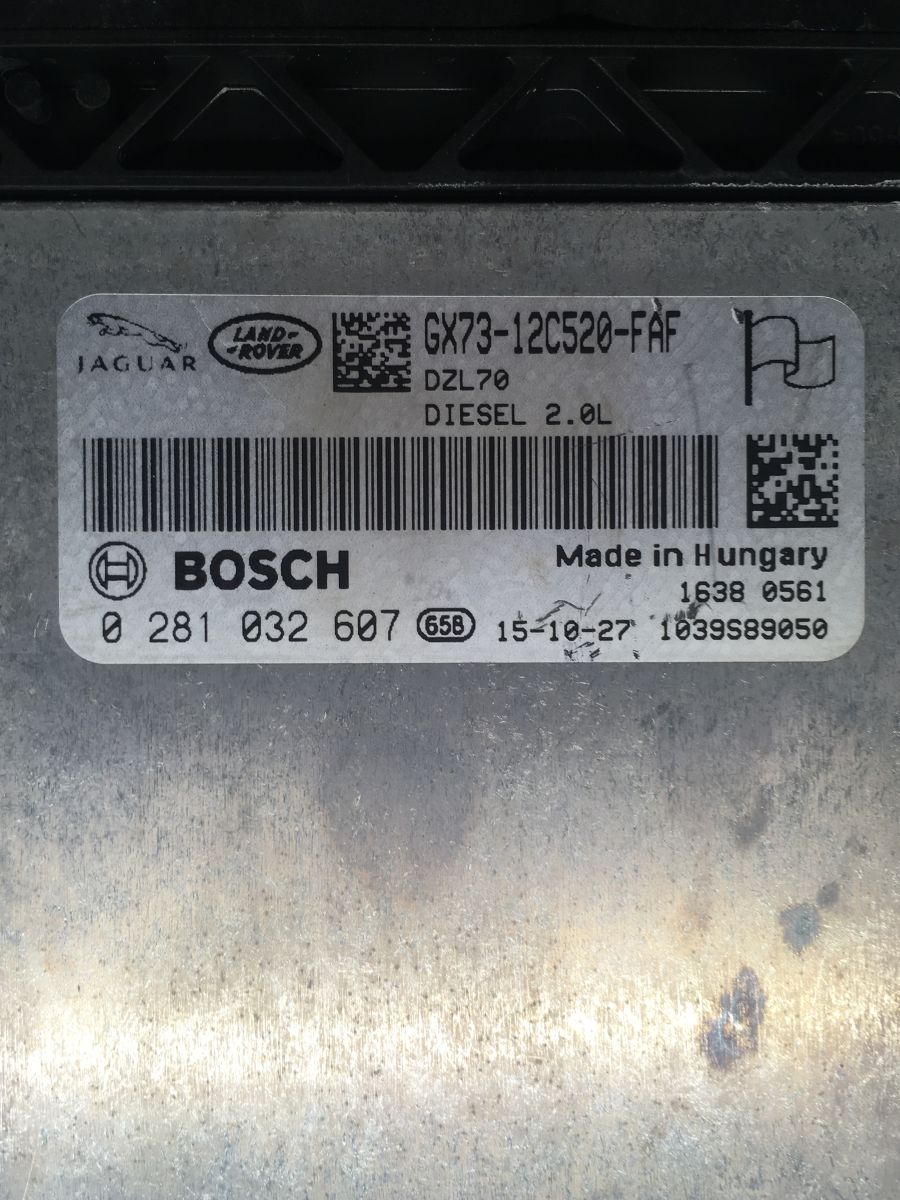 JAGUAR
LAND-
-ROVER
GX73-12C520-FAF
DZL70
DIESEL 2.0L
BOSCH
Made in Hungary
1638 0561
0 281 032 607 65B 15-10-27 1039S89050